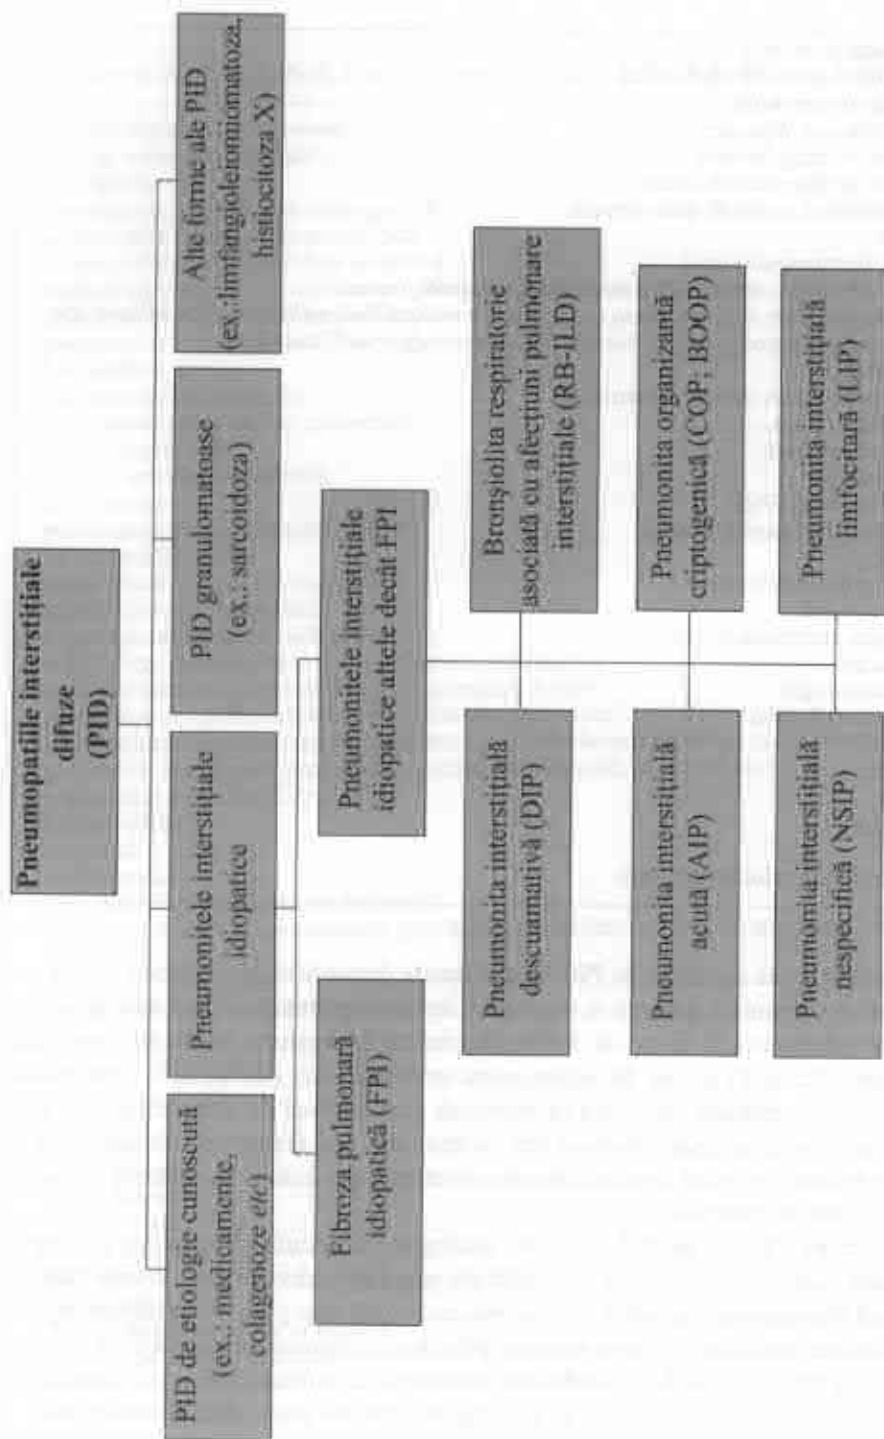 Pneumopatiile interstițiale
difuze
(PID)
PID de etiologie cunoscută
(ex.: medicamente,
colagenoze etc)
Pneumonitele interstițiale
idiopatice
PID granulomatoase
(ex.: sarcoidoza)
Alte forme ale PID
(ex.: limfangioleiomiomatoza,
histiocitoza X)
Fibroza pulmonară
idiopatică (FPI)
Pneumonitele interstițiale
idiopatice altele decât FPI
Pneumonita interstițială
descuamativă (DIP)
Bronșiolita respiratorie
asociată cu afecțiuni pulmonare
interstițiale (RB-ILD)
Pneumonita interstițială
acută (AIP)
Pneumonita organizantă
criptogenică (COP; BOOP)
Pneumonita interstițială
nespecifică (NSIP)
Pneumonita interstițială
limfocitară (LIP)